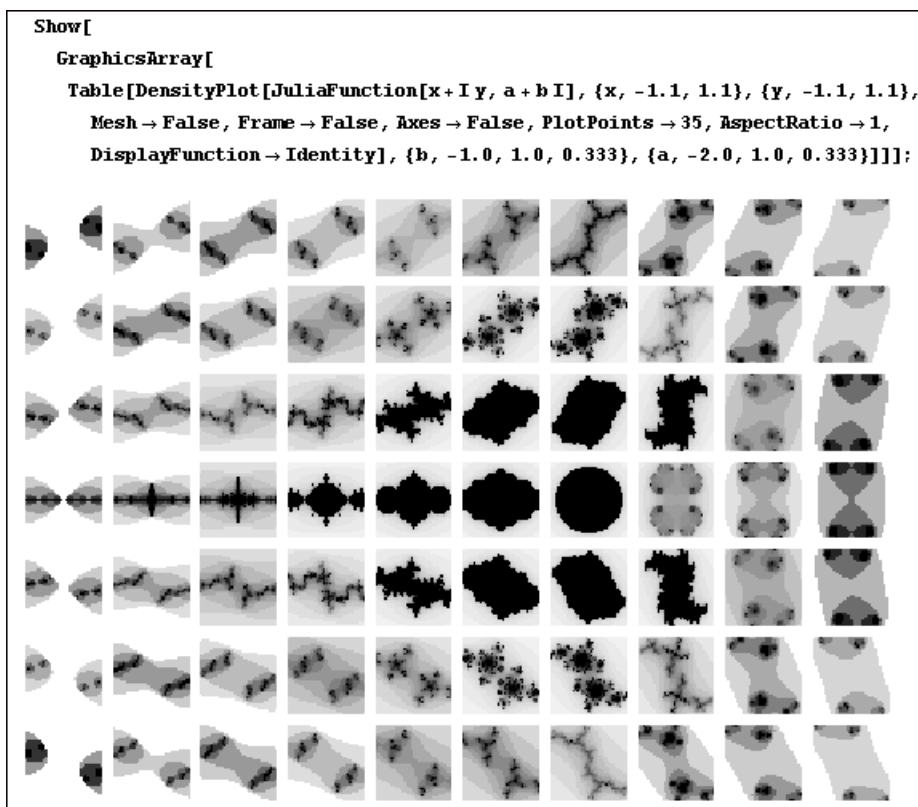 Show[
GraphicsArray[
Table[DensityPlot[JuliaFunction[x + I y, a + b I], {x, -1.1, 1.1}, {y, -1.1, 1.1},
Mesh → False, Frame → False, Axes → False, PlotPoints → 35, AspectRatio → 1,
DisplayFunction → Identity], {b, -1.0, 1.0, 0.333}, {a, -2.0, 1.0, 0.333}]]];